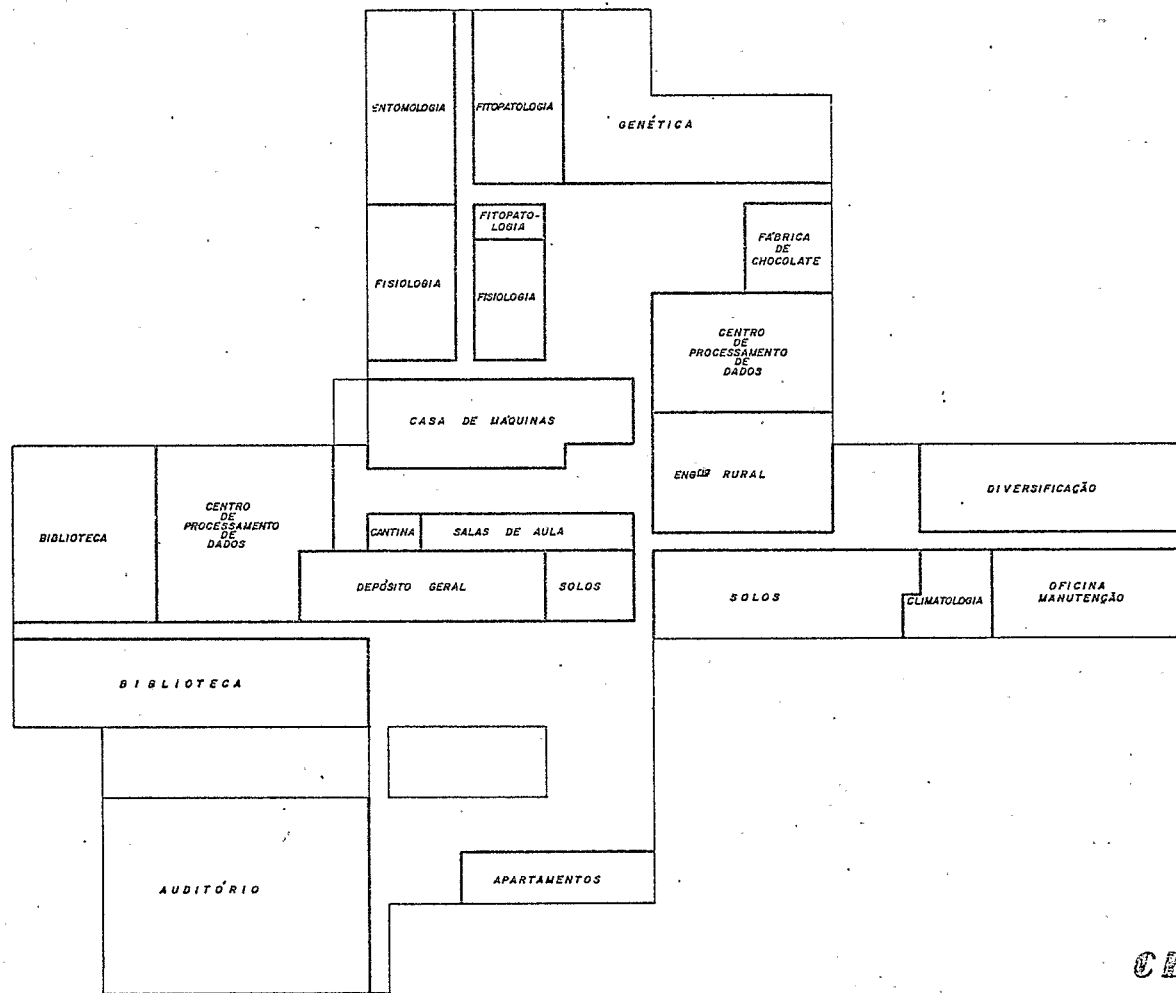 ENTOMOLOGIA
FITOPATOLOGIA
GENÉTICA
FITOPATO-
LOGIA
FÁBRICA
DE
CHOCOLATE
FISIOLOGIA
FISIOLOGIA
CENTRO
DE
PROCESSAMENTO
DE
DADOS
CASA DE MÁQUINAS
ENGRIA RURAL
DIVERSIFICAÇÃO
BIBLIOTECA
CENTRO
DE
PROCESSAMENTO
DE
DADOS
CANTINA
SALAS DE AULA
DEPÓSITO GERAL
SOLOS
SOLOS
CLIMATOLOGIA
OFICINA
MANUTENÇÃO
BIBLIOTECA
AUDITÓRIO
APARTAMENTOS